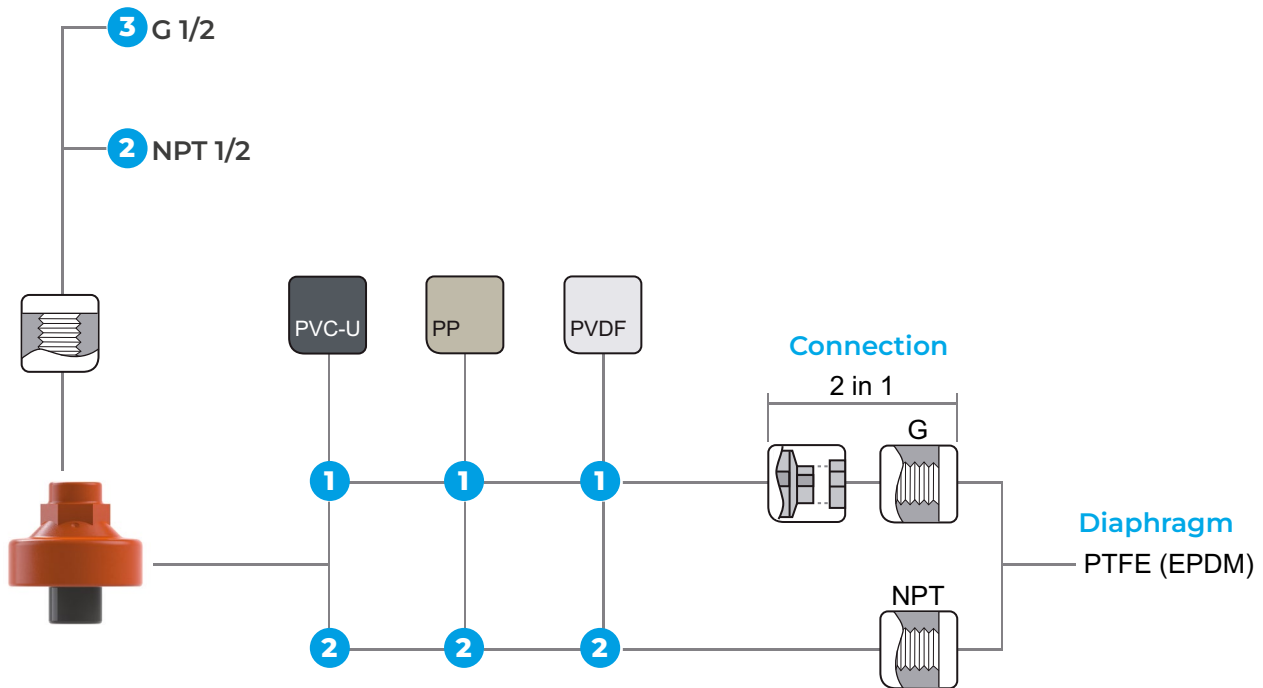 3 G 1/2
2 NPT 1/2
PVC-U
PP
PVDF
Connection
2 in 1
G
1 1 1
Diaphragm
PTFE (EPDM)
NPT
2 2 2